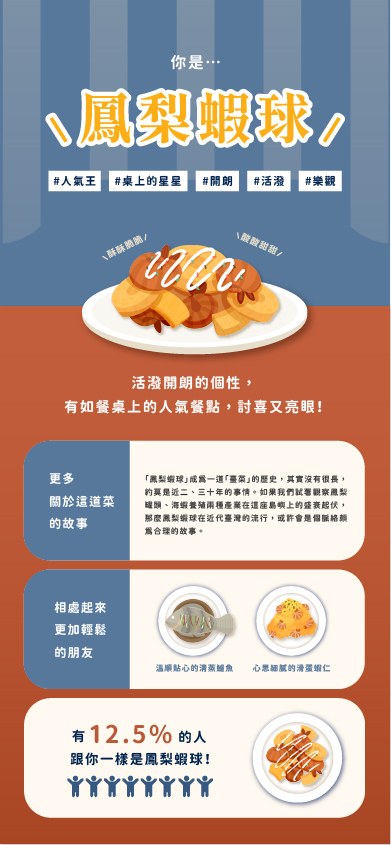 你是…
鳳梨蝦球
#人氣王 #桌上的星星 #開朗 #活潑 #樂觀
酥酥脆脆
酸酸甜甜
活潑開朗的個性，
有如餐桌上的人氣餐點，討喜又亮眼！
更多
關於這道菜
的故事
「鳳梨蝦球」成為一道「臺菜」的歷史，其實沒有很長，
約莫是近二、三十年的事情。如果我們試著觀察鳳梨
罐頭、海蝦養殖兩種產業在這座島嶼上的盛衰起伏，
那麼鳳梨蝦球在近代臺灣的流行，或許會是個脈絡頗
為合理的故事。
相處起來
更加輕鬆
的朋友
溫順貼心的清蒸鱸魚
心思細膩的滑蛋蝦仁
有12.5%的人
跟你一樣是鳳梨蝦球！